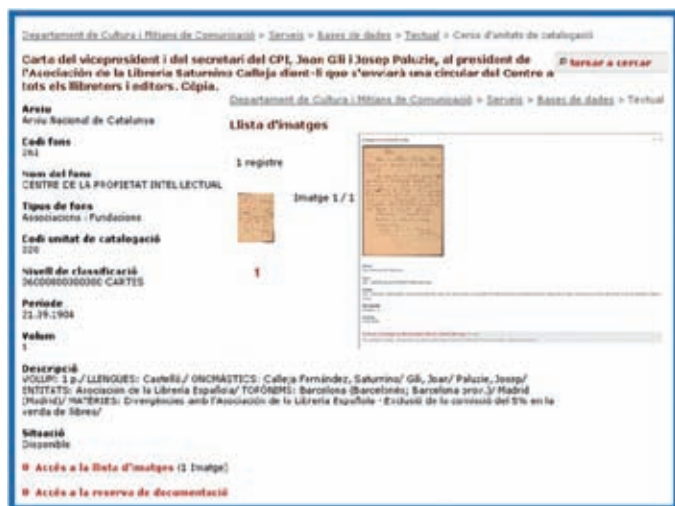 Departament de Cultura i Mitjans de Comunicació > Serveis > Bases de dades > Textual > Cerca d'unitats de catalogació
Carta del vicepresident i del secretari del CPI, Joan Gili i Josep Paluzie, al president de
l'Asociación de la Libreria Saturnino Calleja dient-li que s'enviarà una circular del Centre a
tots els llibreters i editors. Còpia.
tornar a cercar
Departament de Cultura i Mitjans de Comunicació > Serveis > Bases de dades > Textual
Arxiu
Arxiu Nacional de Catalunya
Llista d'imatges
Codi fons
261
1 registre
Nom del fons
CENTRE DE LA PROPIETAT INTEL.LECTUAL
Imatge 1 / 1
Tipus de fons
Associacions - Fundacions
Codi unitat de catalogació
220
1
Nivell de classificació
CARTES
Període
1904
Volum
1
Descripció
VOLUM: 1 p./ LLENGÜES: Castellà./ ONOMÀSTICS: Calleja Fernández, Saturnino/ Gili, Joan/ Paluzie, Josep/
ENTITATS: Asociación de la Librería Española/ TOPÒNIMS: Barcelona (Barcelonès; Barcelona prov.)/ Madrid
(Madrid)/ MATÈRIES: Divergències amb l'Asociación de la Librería Española - Exclusió de la comissió del 5% en la
venda de llibres/
Situació
Disponible
Accés a la llista d'imatges (1 Imatge)
Accés a la reserva de documentació